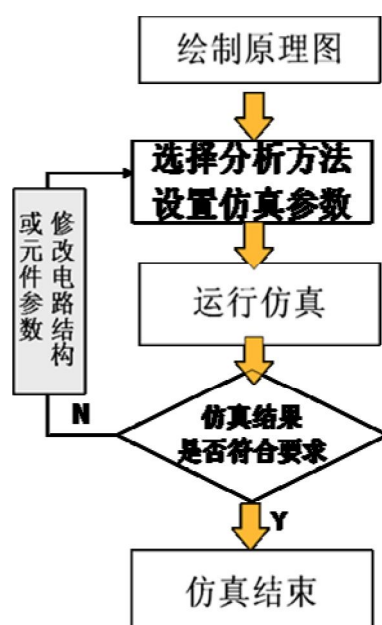 绘制原理图
选择分析方法
设置仿真参数
修改电路结构
或元件参数
运行仿真
N
仿真结果
是否符合要求
Y
仿真结束